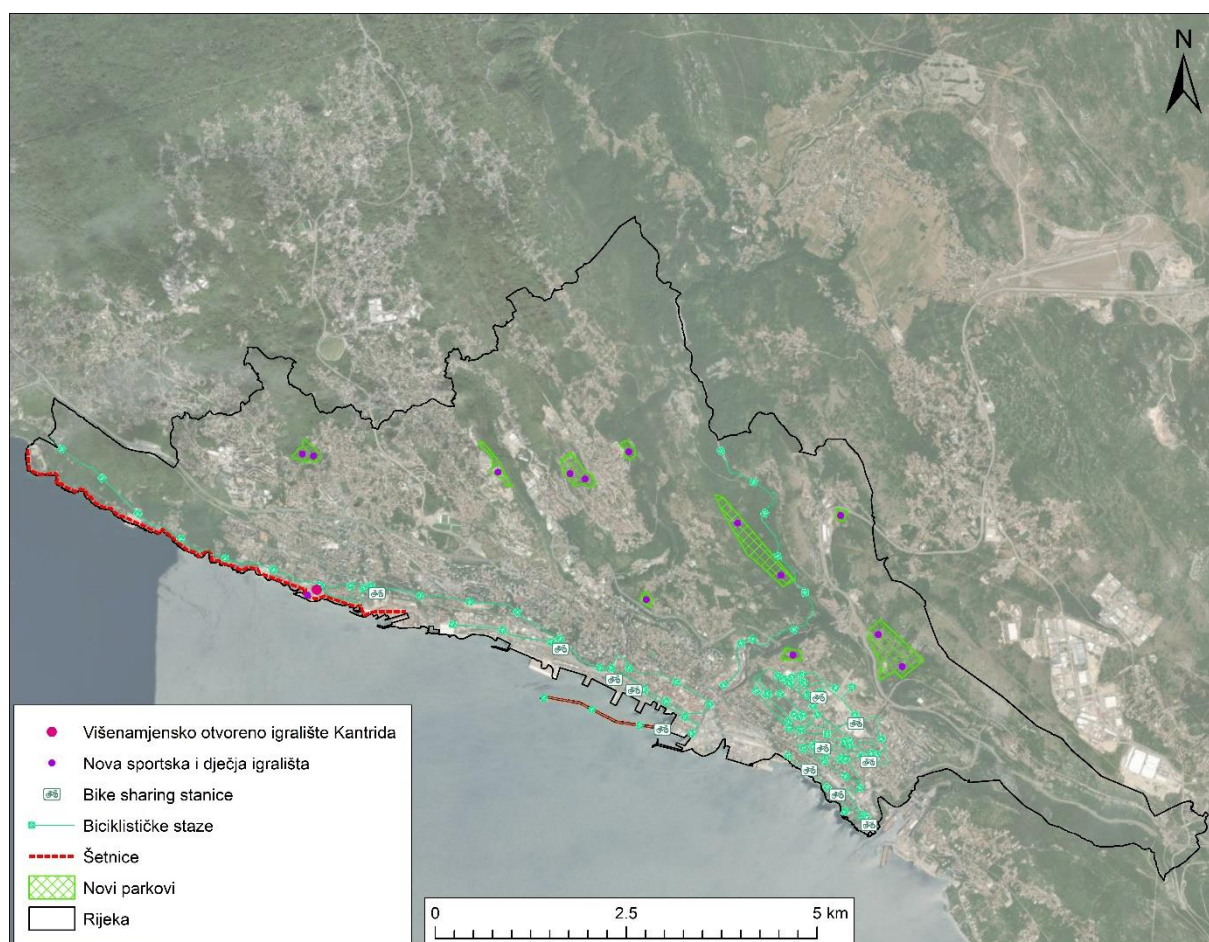 N
Višenamjensko otvoreno igralište Kantrida
Nova sportska i dječja igrališta
Bike sharing stanice
Biciklističke staze
Šetnice
Novi parkovi
Rijeka
0 2.5 5 km